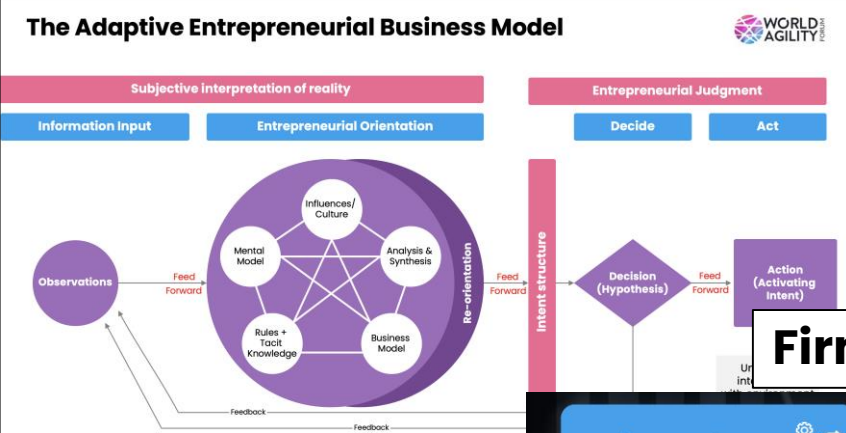 The Adaptive Entrepreneurial Business Model
WORLD
AGILITY
Subjective interpretation of reality
Entrepreneurial Judgment
Information Input
Entrepreneurial Orientation
Decide
Act
Influences/
Culture
Mental
Model
Analysis &
Synthesis
Observations
Feed
Forward
Rules +
Tacit
Knowledge
Business
Model
Re-orientation
Feed
Forward
Intent structure
Decision
(Hypothesis)
Feed
Forward
Action
(Activating
Intent)
Feedback
Feedback